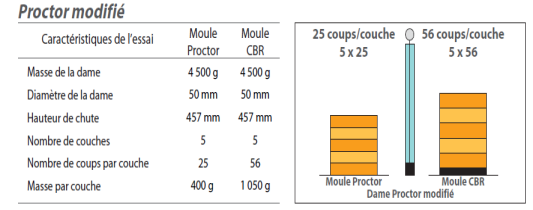 Proctor modifié
Caractéristiques de l'essai Moule Proctor Moule CBR
Masse de la dame 4 500 g 4 500 g
Diamètre de la dame 50 mm 50 mm
Hauteur de chute 457 mm 457 mm
Nombre de couches 5 5
Nombre de coups par couche 25 56
Masse par couche 400 g 1 050 g
25 coups/couche 56 coups/couche
5 x 25 5 x 56
Moule Proctor Moule CBR
Dame Proctor modifié